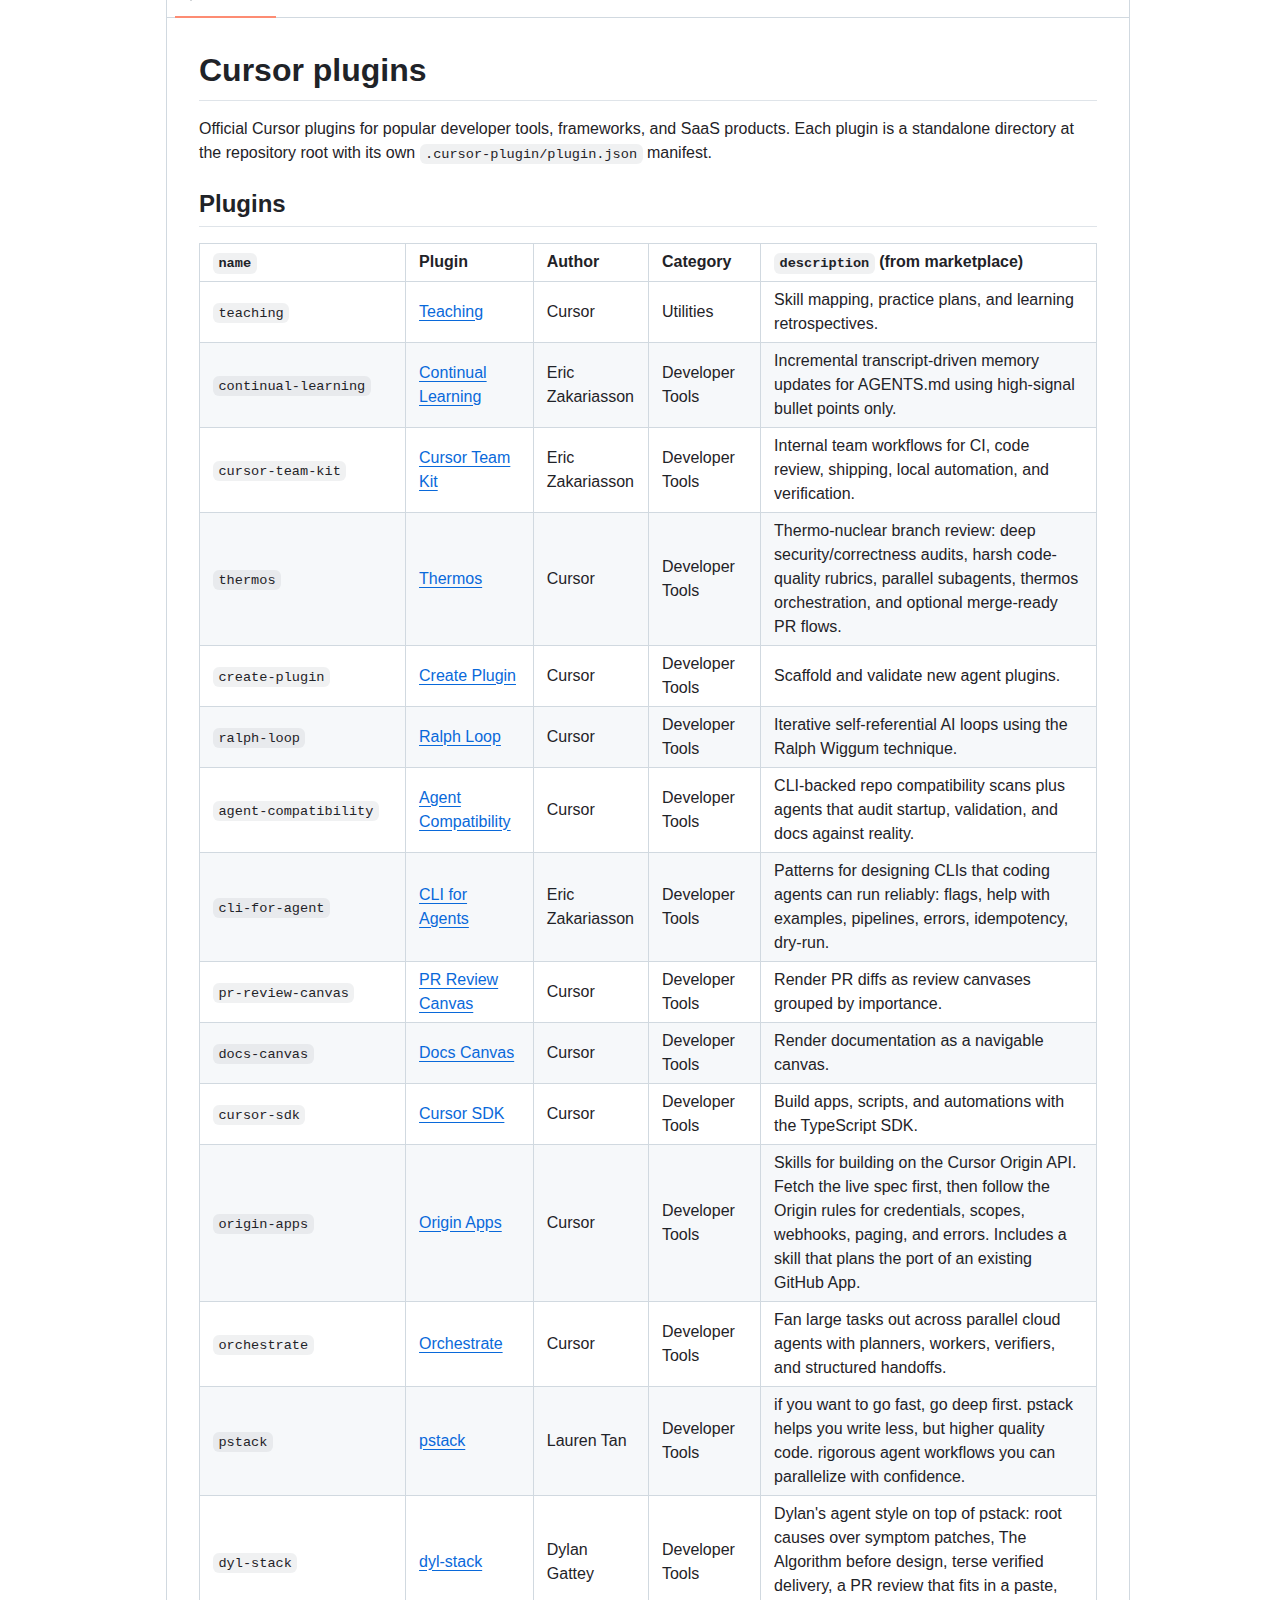 Cursor plugins
Official Cursor plugins for popular developer tools, frameworks, and SaaS products. Each plugin is a standalone directory at
the repository root with its own .cursor-plugin/plugin.json manifest.
Plugins
name Plugin Author Category description (from marketplace)
teaching Teaching Cursor Utilities Skill mapping, practice plans, and learning
retrospectives.
continual-learning Continual Learning Eric Zakariasson Developer Tools Incremental transcript-driven memory
updates for AGENTS.md using high-signal
bullet points only.
cursor-team-kit Cursor Team Kit Eric Zakariasson Developer Tools Internal team workflows for CI, code
review, shipping, local automation, and
verification.
thermos Thermos Cursor Developer Tools Thermo-nuclear branch review: deep
security/correctness audits, harsh code-
quality rubrics, parallel subagents, thermos
orchestration, and optional merge-ready
PR flows.
create-plugin Create Plugin Cursor Developer Tools Scaffold and validate new agent plugins.
ralph-loop Ralph Loop Cursor Developer Tools Iterative self-referential AI loops using the
Ralph Wiggum technique.
agent-compatibility Agent Compatibility Cursor Developer Tools CLI-backed repo compatibility scans plus
agents that audit startup, validation, and
docs against reality.
cli-for-agent CLI for Agents Eric Zakariasson Developer Tools Patterns for designing CLIs that coding
agents can run reliably: flags, help with
examples, pipelines, errors, idempotency,
dry-run.
pr-review-canvas PR Review Canvas Cursor Developer Tools Render PR diffs as review canvases
grouped by importance.
docs-canvas Docs Canvas Cursor Developer Tools Render documentation as a navigable
canvas.
cursor-sdk Cursor SDK Cursor Developer Tools Build apps, scripts, and automations with
the TypeScript SDK.
origin-apps Origin Apps Cursor Developer Tools Skills for building on the Cursor Origin API.
Fetch the live spec first, then follow the
Origin rules for credentials, scopes,
webhooks, paging, and errors. Includes a
skill that plans the port of an existing
GitHub App.
orchestrate Orchestrate Cursor Developer Tools Fan large tasks out across parallel cloud
agents with planners, workers, verifiers,
and structured handoffs.
pstack pstack Lauren Tan Developer Tools if you want to go fast, go deep first. pstack
helps you write less, but higher quality
code. rigorous agent workflows you can
parallelize with confidence.
dyl-stack dyl-stack Dylan Gattey Developer Tools Dylan's agent style on top of pstack: root
causes over symptom patches, The
Algorithm before design, terse verified
delivery, a PR review that fits in a paste,